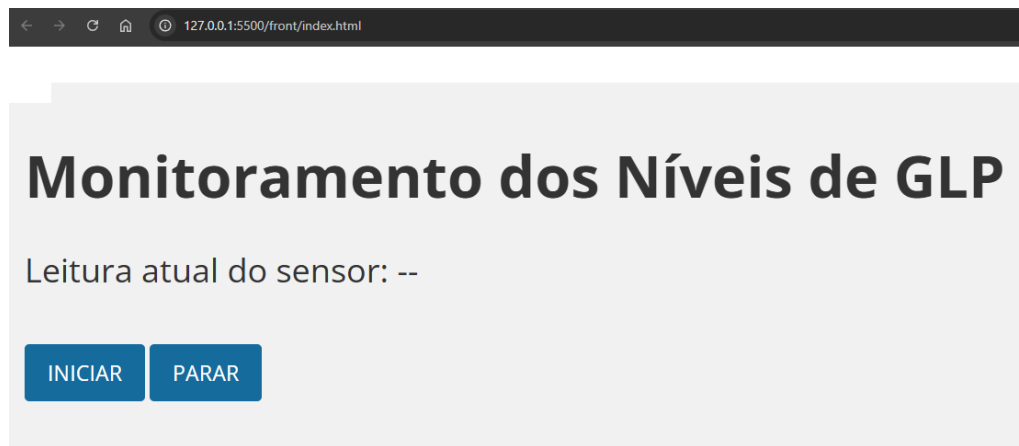 127.0.0.1:5500/front/index.html
Monitoramento dos Níveis de GLP
Leitura atual do sensor: --
INICIAR PARAR